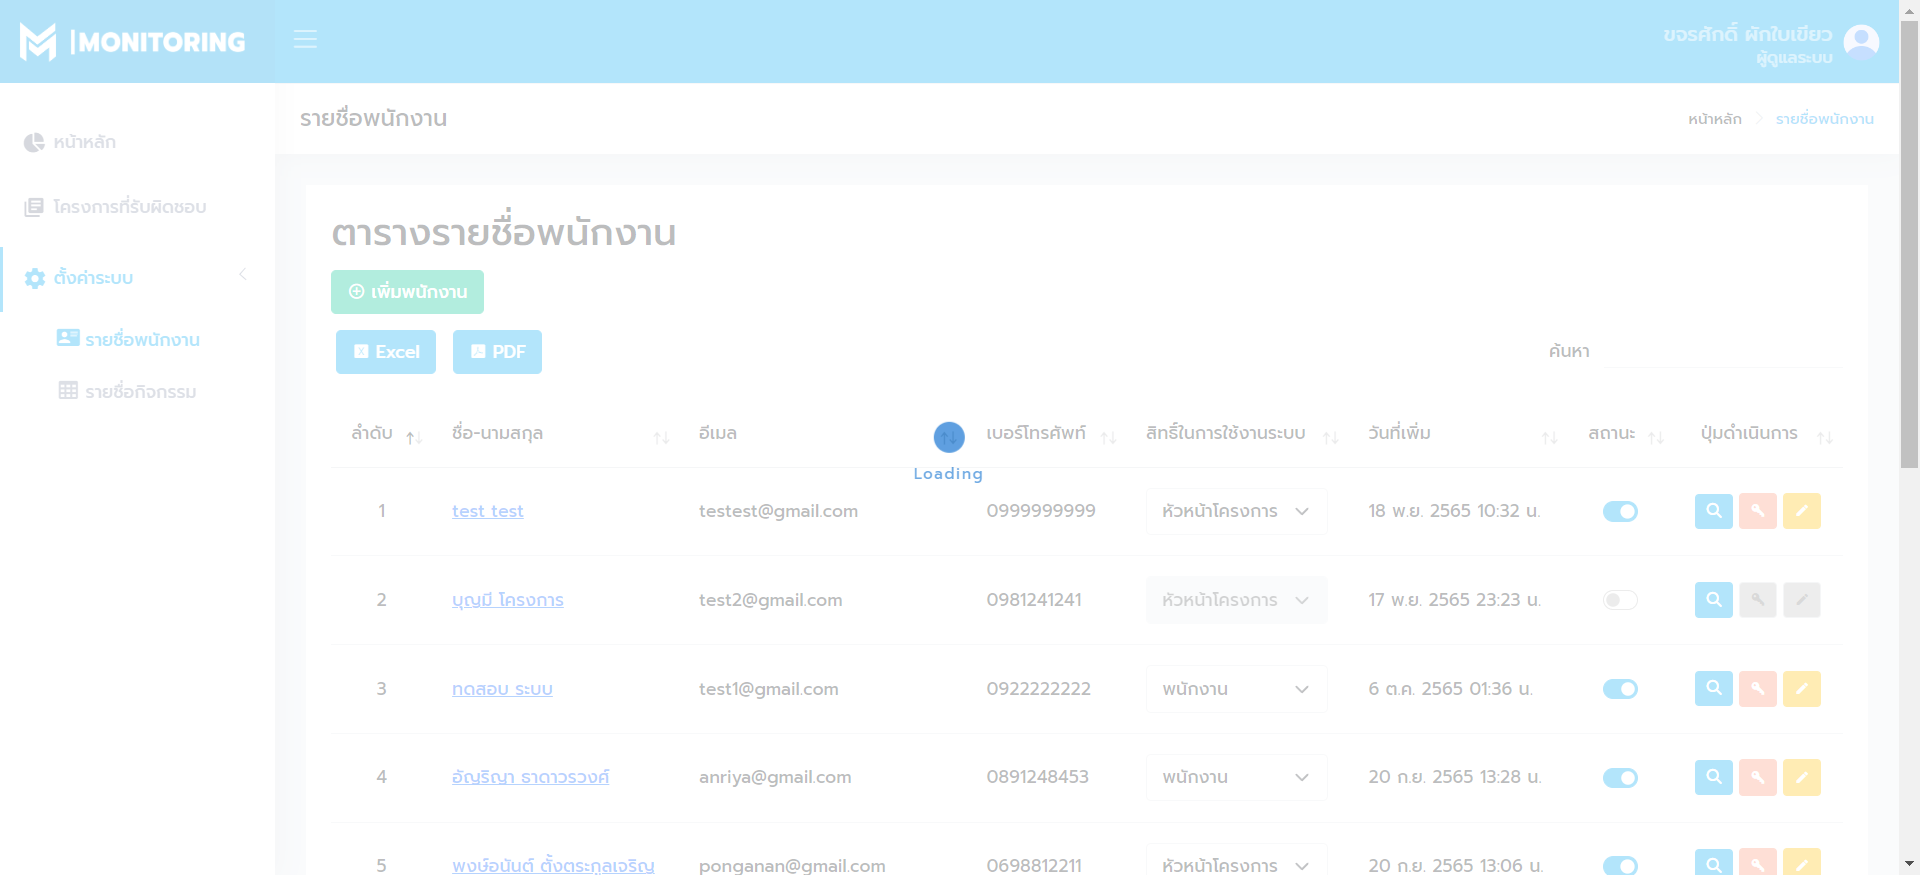 |MONITORING
ขจรศักดิ์ ผักใบเขียว
ผู้ดูแลระบบ
รายชื่อพนักงาน
หน้าหลัก
รายชื่อพนักงาน
หน้าหลัก
โครงการที่รับผิดชอบ
ตั้งค่าระบบ
รายชื่อพนักงาน
รายชื่อกิจกรรม
ตารางรายชื่อพนักงาน
เพิ่มพนักงาน
Excel PDF
ค้นหา
ลำดับ ชื่อ-นามสกุล อีเมล เบอร์โทรศัพท์ สิทธิ์ในการใช้งานระบบ วันที่เพิ่ม สถานะ ปุ่มดำเนินการ
Loading
1 test test testest@gmail.com 0999999999 หัวหน้าโครงการ 18 พ.ย. 2565 10:32 น.
2 บุญมี โครงการ test2@gmail.com 0981241241 หัวหน้าโครงการ 17 พ.ย. 2565 23:23 น.
3 ทดสอบ ระบบ test1@gmail.com 0922222222 พนักงาน 6 ต.ค. 2565 01:36 น.
4 อัญริญา ธาดาวรวงศ์ anriya@gmail.com 0891248453 พนักงาน 20 ก.ย. 2565 13:28 น.
5 พงษ์อนันต์ ตั้งตระกูลเจริญ ponganan@gmail.com 0698812211 หัวหน้าโครงการ 20 ก.ย. 2565 13:06 น.